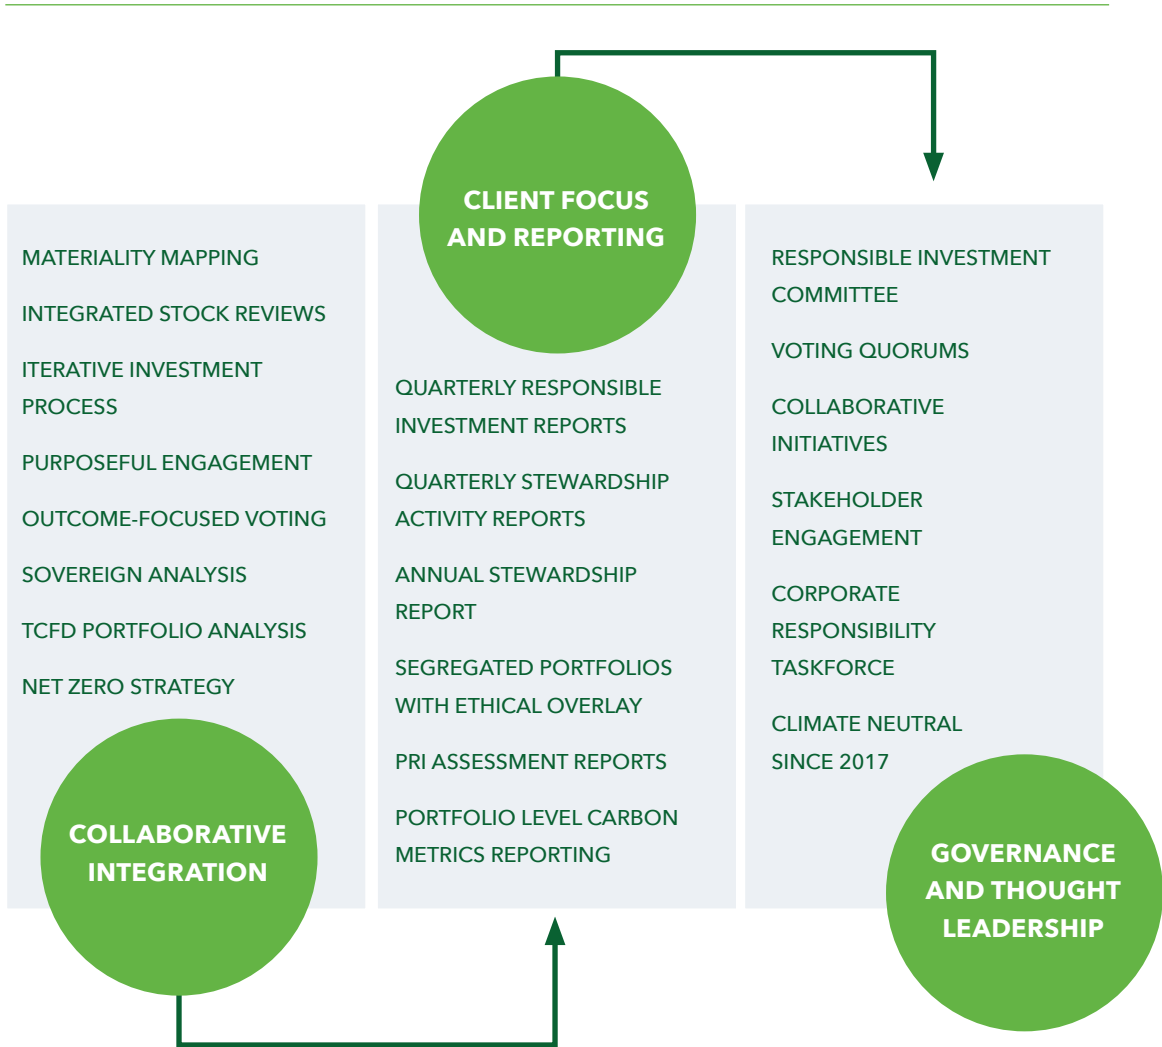 MATERIALITY MAPPING
INTEGRATED STOCK REVIEWS
ITERATIVE INVESTMENT
PROCESS
PURPOSEFUL ENGAGEMENT
OUTCOME-FOCUSED VOTING
SOVEREIGN ANALYSIS
TCFD PORTFOLIO ANALYSIS
NET ZERO STRATEGY
COLLABORATIVE
INTEGRATION
CLIENT FOCUS
AND REPORTING
QUARTERLY RESPONSIBLE
INVESTMENT REPORTS
QUARTERLY STEWARDSHIP
ACTIVITY REPORTS
ANNUAL STEWARDSHIP
REPORT
SEGREGATED PORTFOLIOS
WITH ETHICAL OVERLAY
PRI ASSESSMENT REPORTS
PORTFOLIO LEVEL CARBON
METRICS REPORTING
RESPONSIBLE INVESTMENT
COMMITTEE
VOTING QUORUMS
COLLABORATIVE
INITIATIVES
STAKEHOLDER
ENGAGEMENT
CORPORATE
RESPONSIBILITY
TASKFORCE
CLIMATE NEUTRAL
SINCE 2017
GOVERNANCE
AND THOUGHT
LEADERSHIP